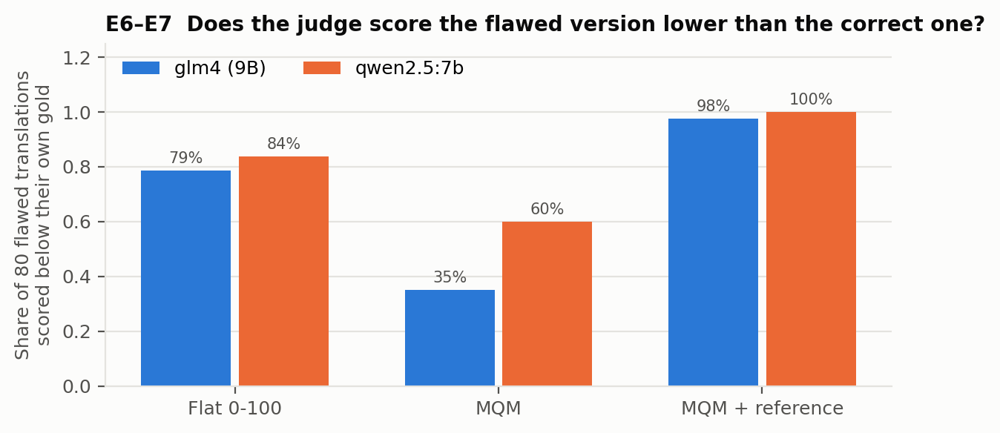 E6–E7  Does the judge score the flawed version lower than the correct one?
glm4 (9B)
qwen2.5:7b
Share of 80 flawed translations
scored below their own gold
1.2
1.0
0.8
0.6
0.4
0.2
0.0
79%
84%
35%
60%
98%
100%
Flat 0-100
MQM
MQM + reference